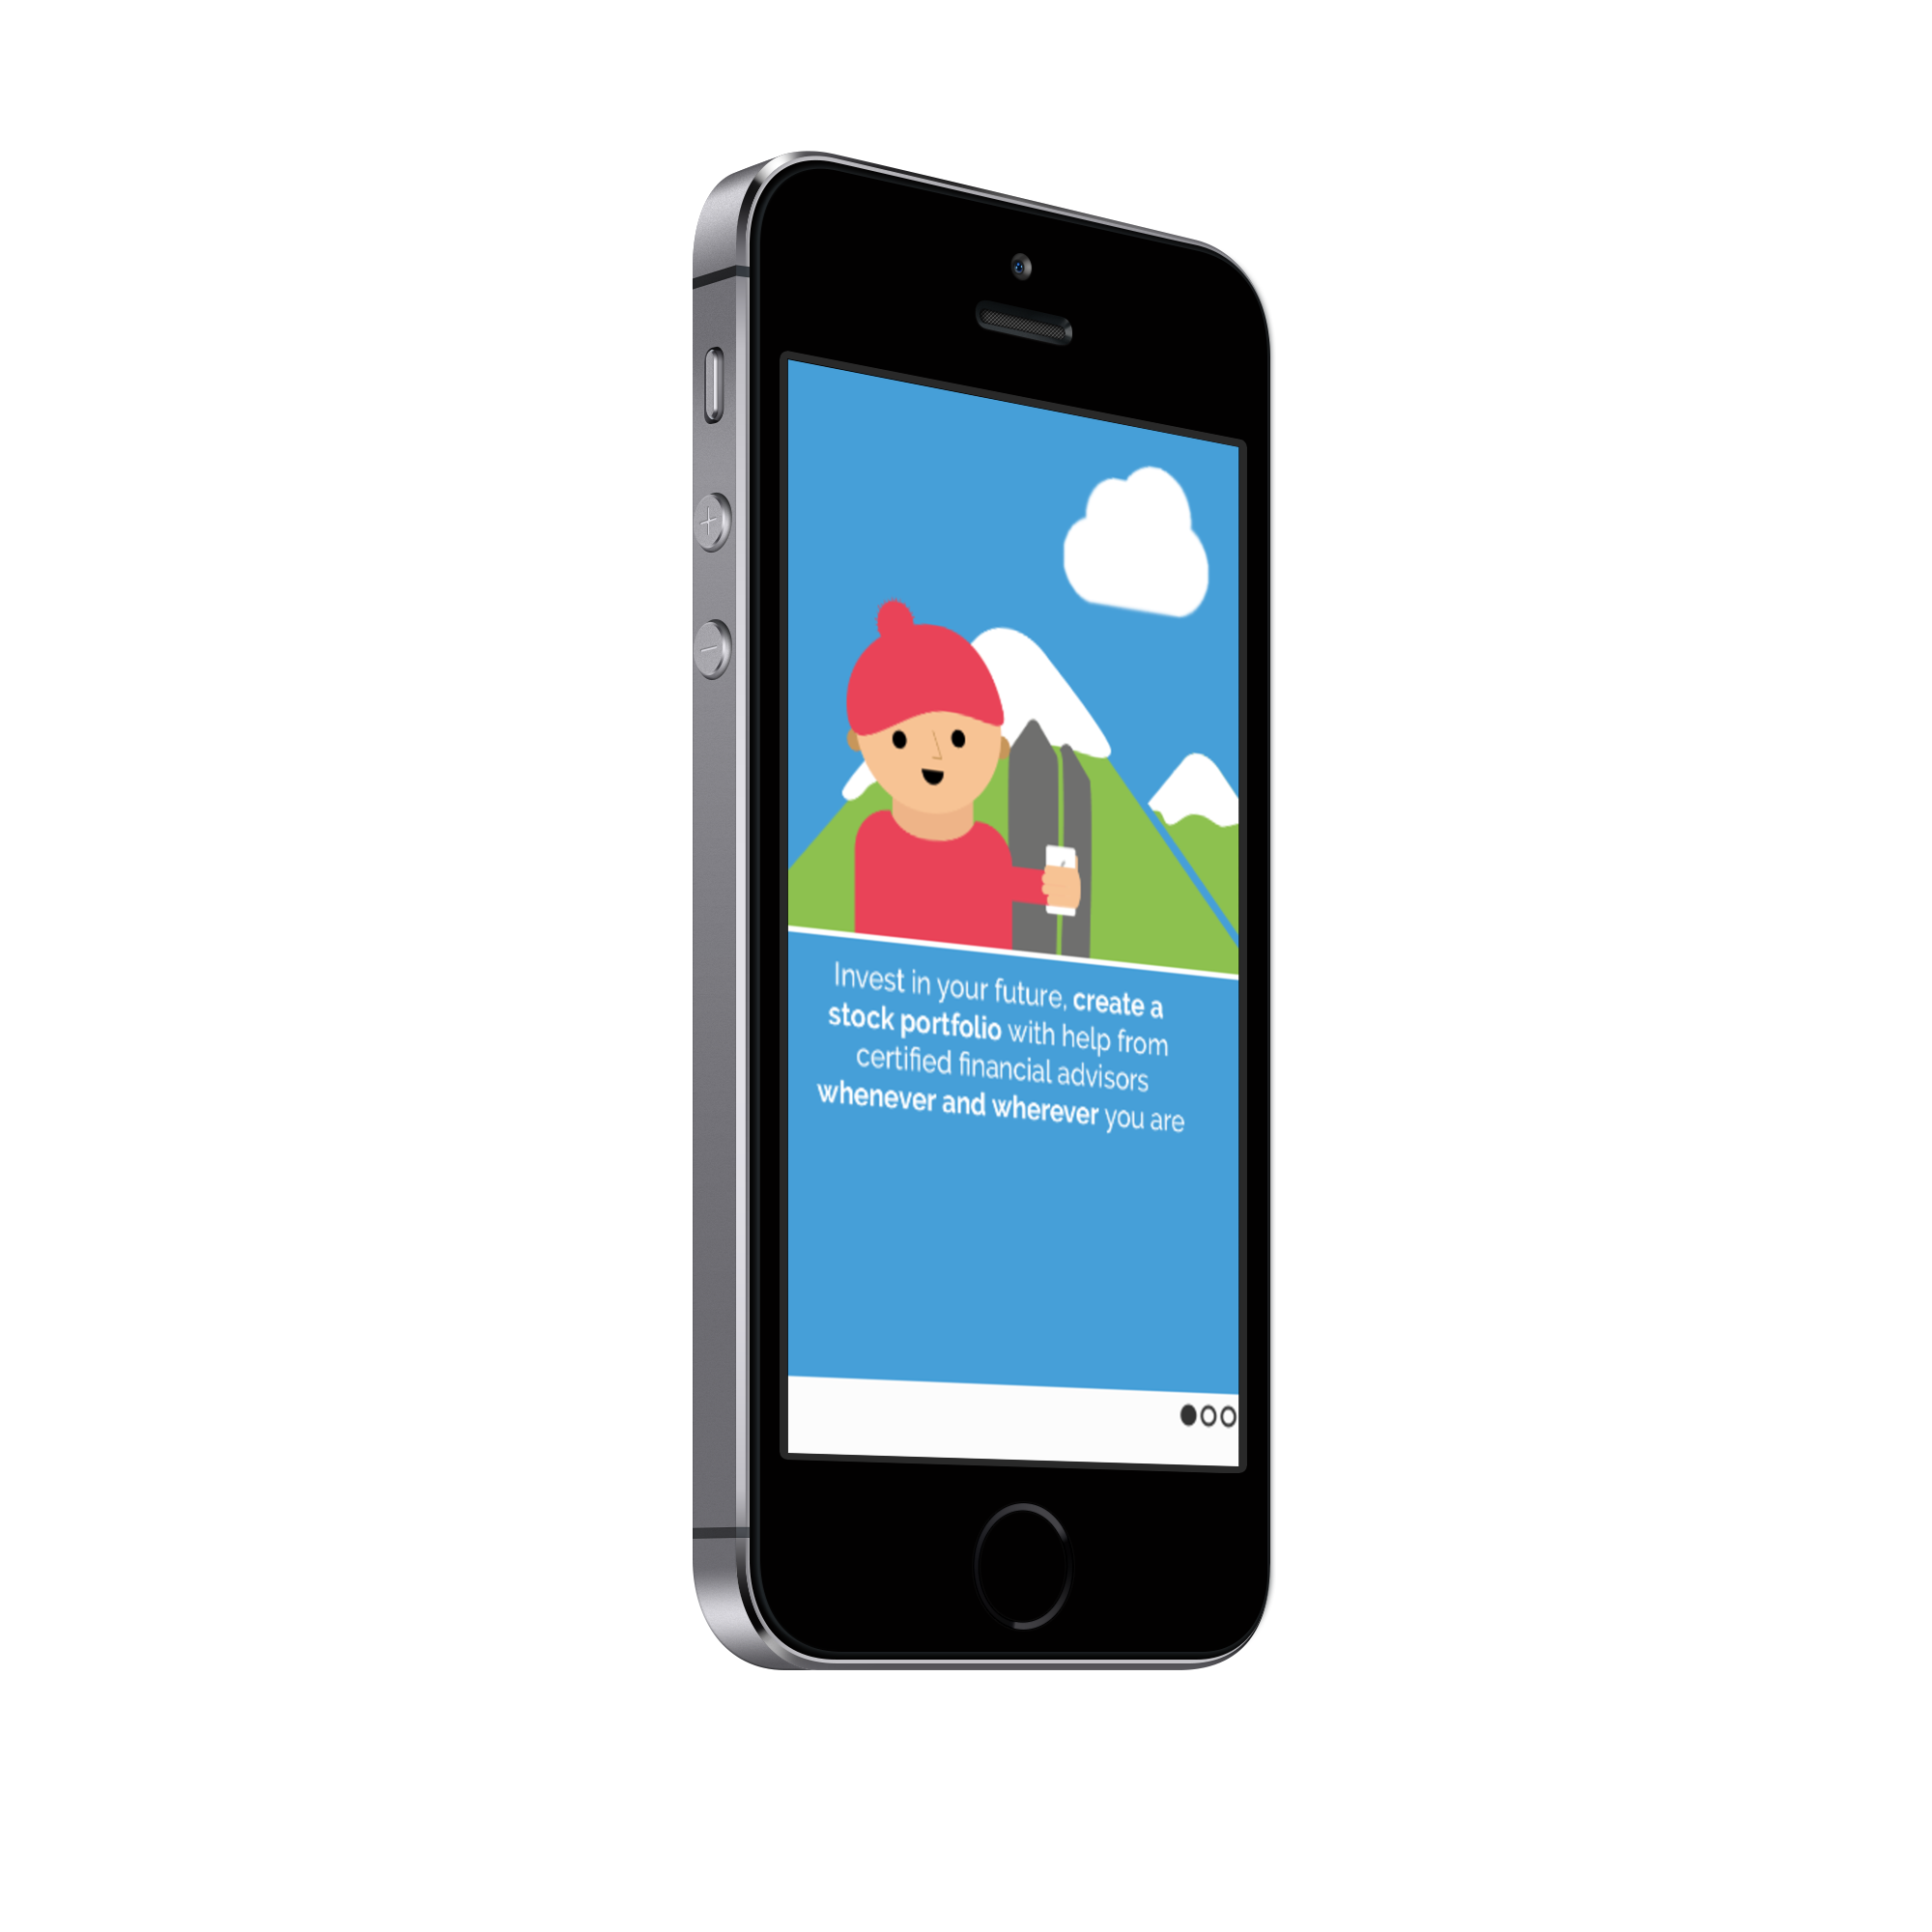 Invest in your future, create a
stock portfolio with help from
certified financial advisors
whenever and wherever you are